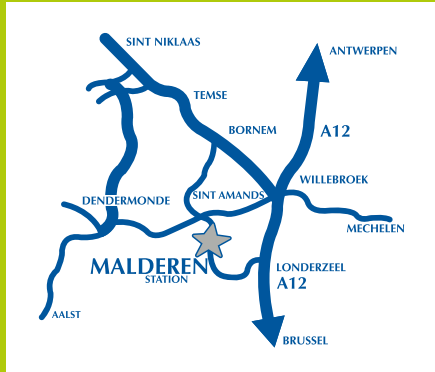 SINT NIKLAAS
ANTWERPEN
TEMSE
BORNEM
A12
WILLEBROEK
DENDERMONDE
SINT AMANDS
MECHELEN
MALDEREN
STATION
LONDERZEEL
A12
AALST
BRUSSEL